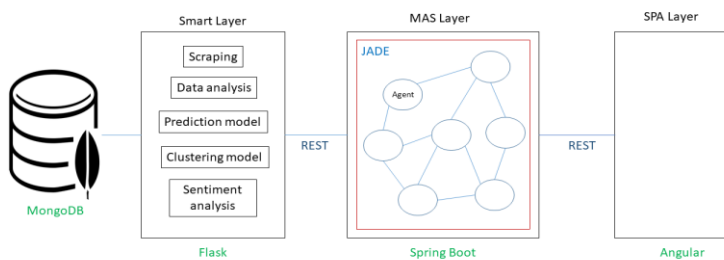 Smart Layer
MAS Layer
SPA Layer
JADE
Scraping
Data analysis
Agent
Prediction model
Clustering model
REST
REST
Sentiment
analysis
MongoDB
Flask
Spring Boot
Angular